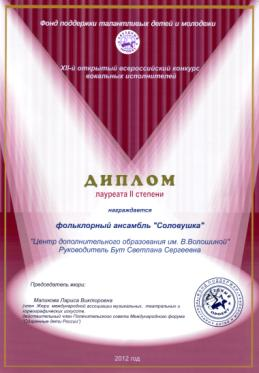 Фонд поддержки талантливых детей и молодежи
XII-й открытый всероссийский конкурс
вокальных исполнителей
ДИПЛОМ
лауреата II степени
награждается
фольклорный ансамбль "Соловушка"
"Центр дополнительного образования им. В.Волошиной"
Руководитель Бут Светлана Сергеевна
Председатель жюри:
Малахова Лариса Викторовна
(член Жюри международной ассоциации музыкальных, театральных и
хореографических искусств,
действительный член Попечительского совета Международного форума
"Одаренные дети России")
2012 год